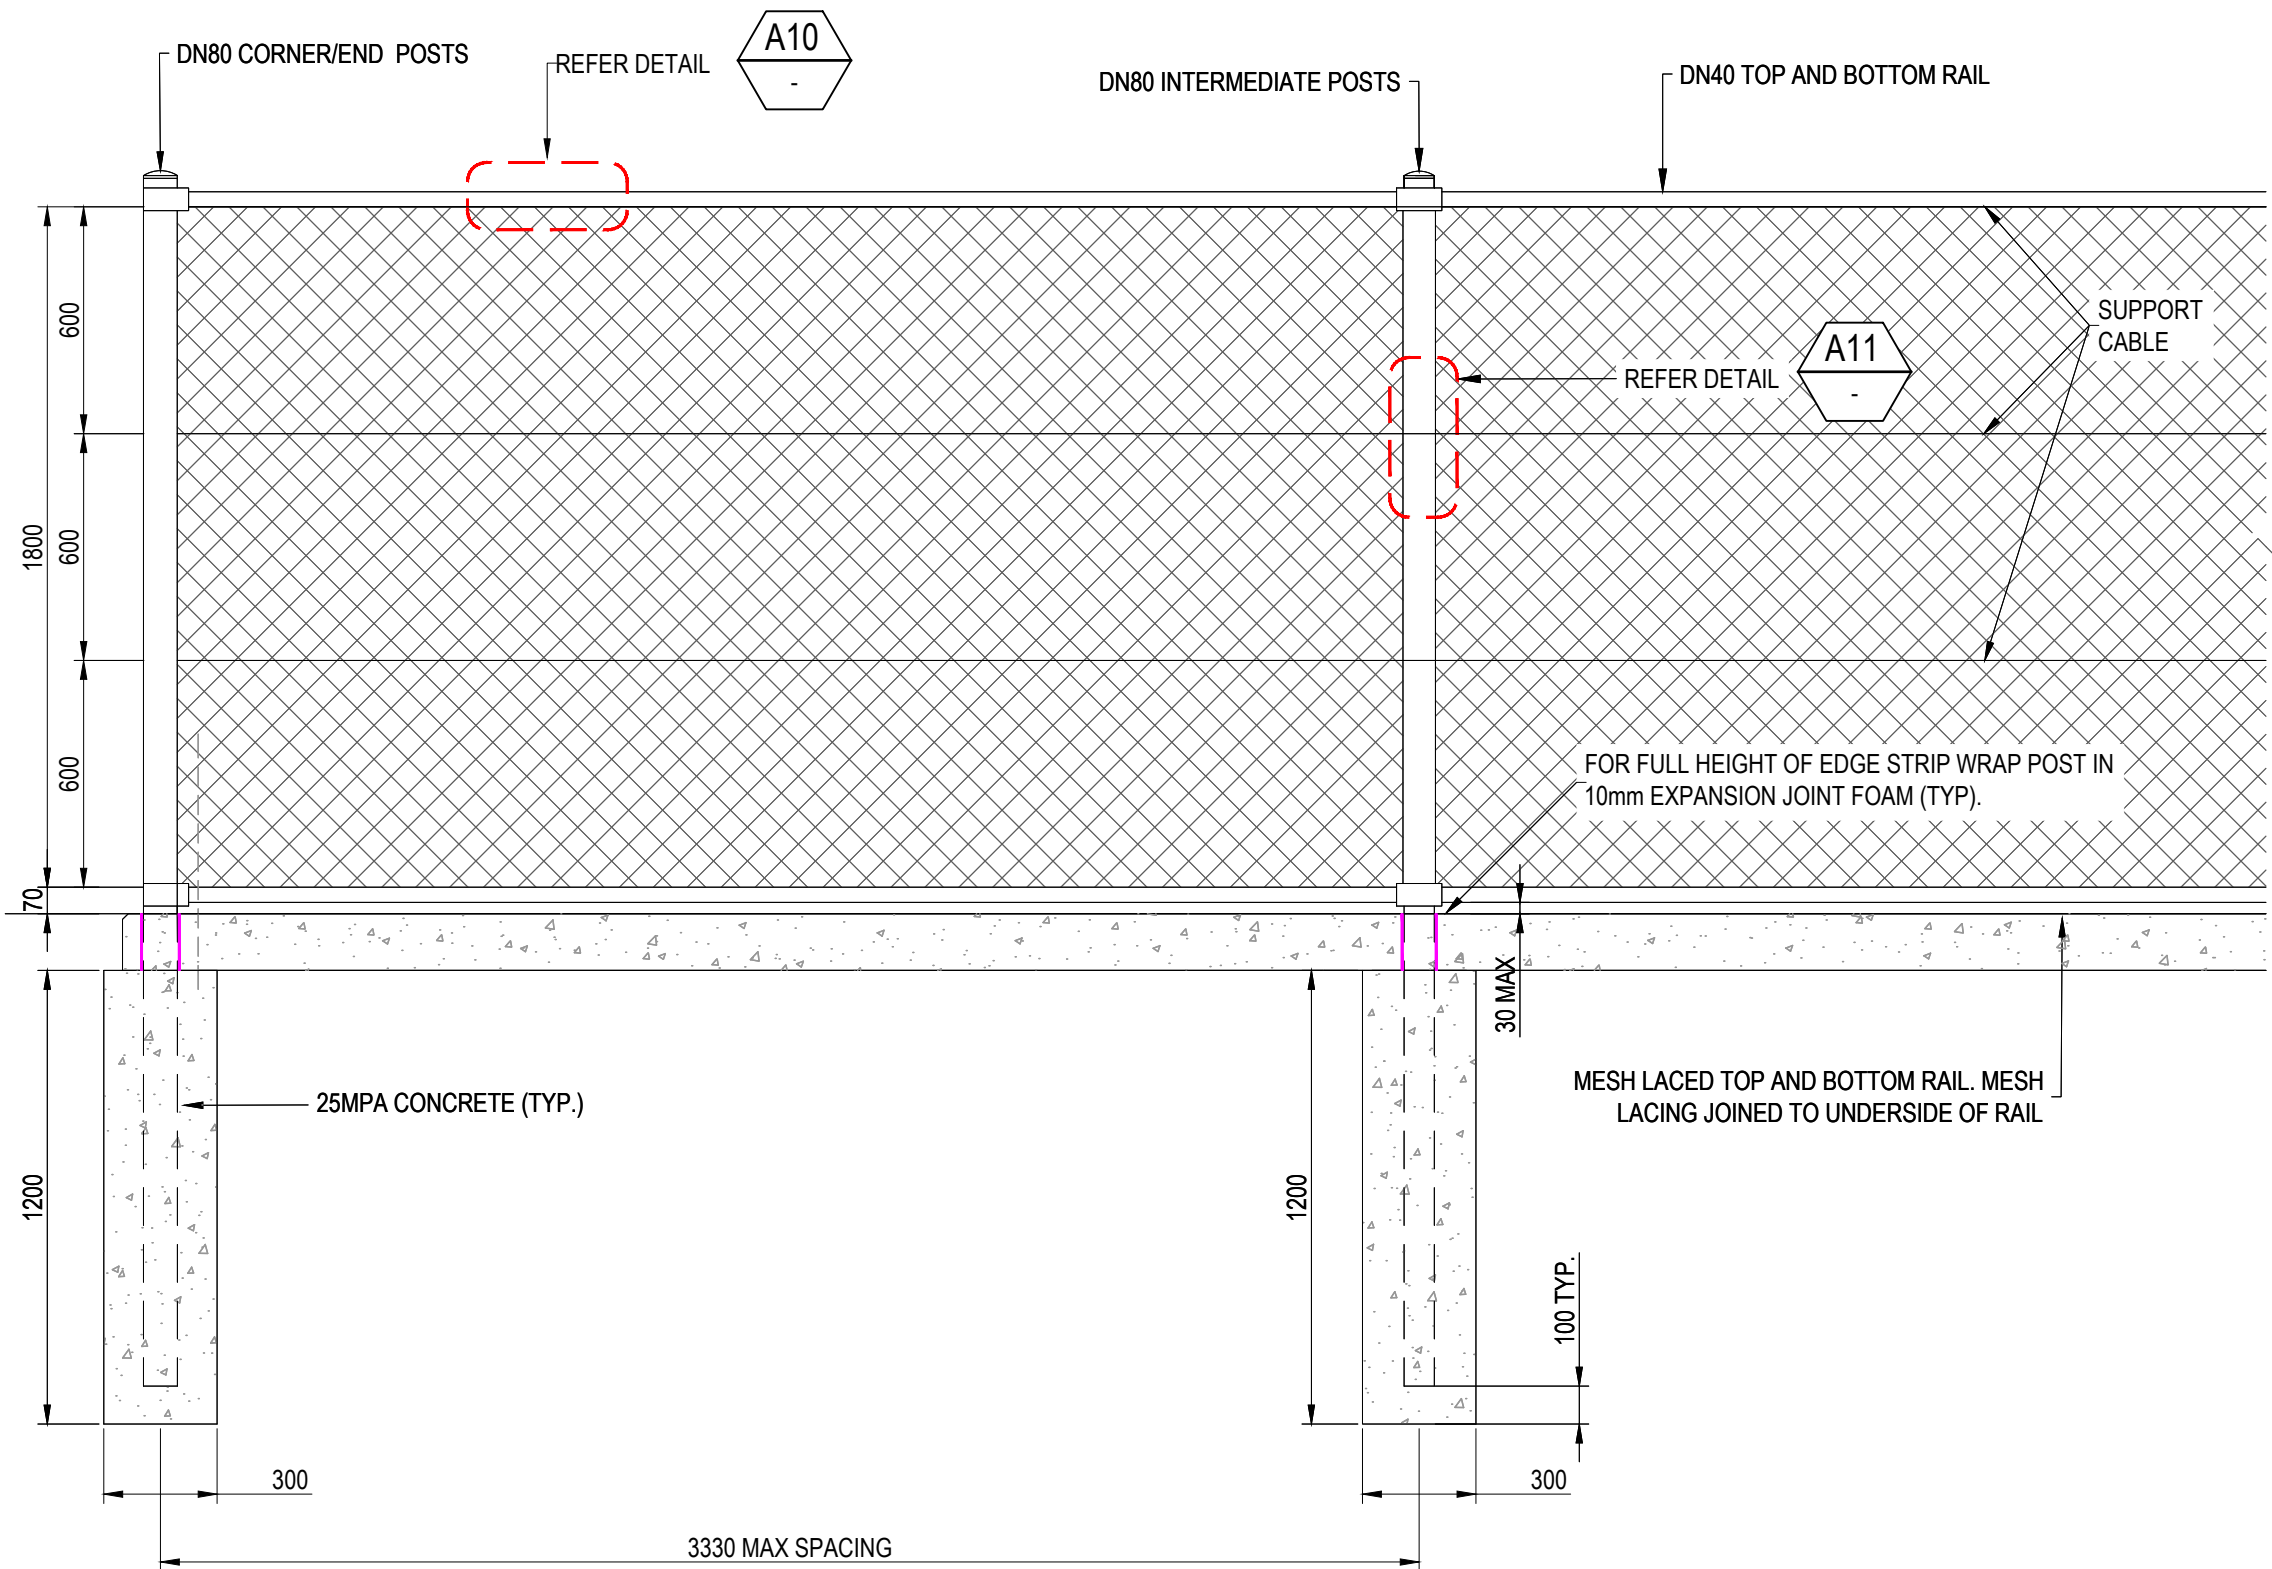 A10
-
DN80 CORNER/END POSTS
REFER DETAIL
DN80 INTERMEDIATE POSTS
DN40 TOP AND BOTTOM RAIL
600
SUPPORT
CABLE
A11
-
REFER DETAIL
1800
600
600
FOR FULL HEIGHT OF EDGE STRIP WRAP POST IN
10mm EXPANSION JOINT FOAM (TYP).
70
30 MAX
25MPA CONCRETE (TYP.)
MESH LACED TOP AND BOTTOM RAIL. MESH
LACING JOINED TO UNDERSIDE OF RAIL
1200
1200
100 TYP.
300
300
3330 MAX SPACING